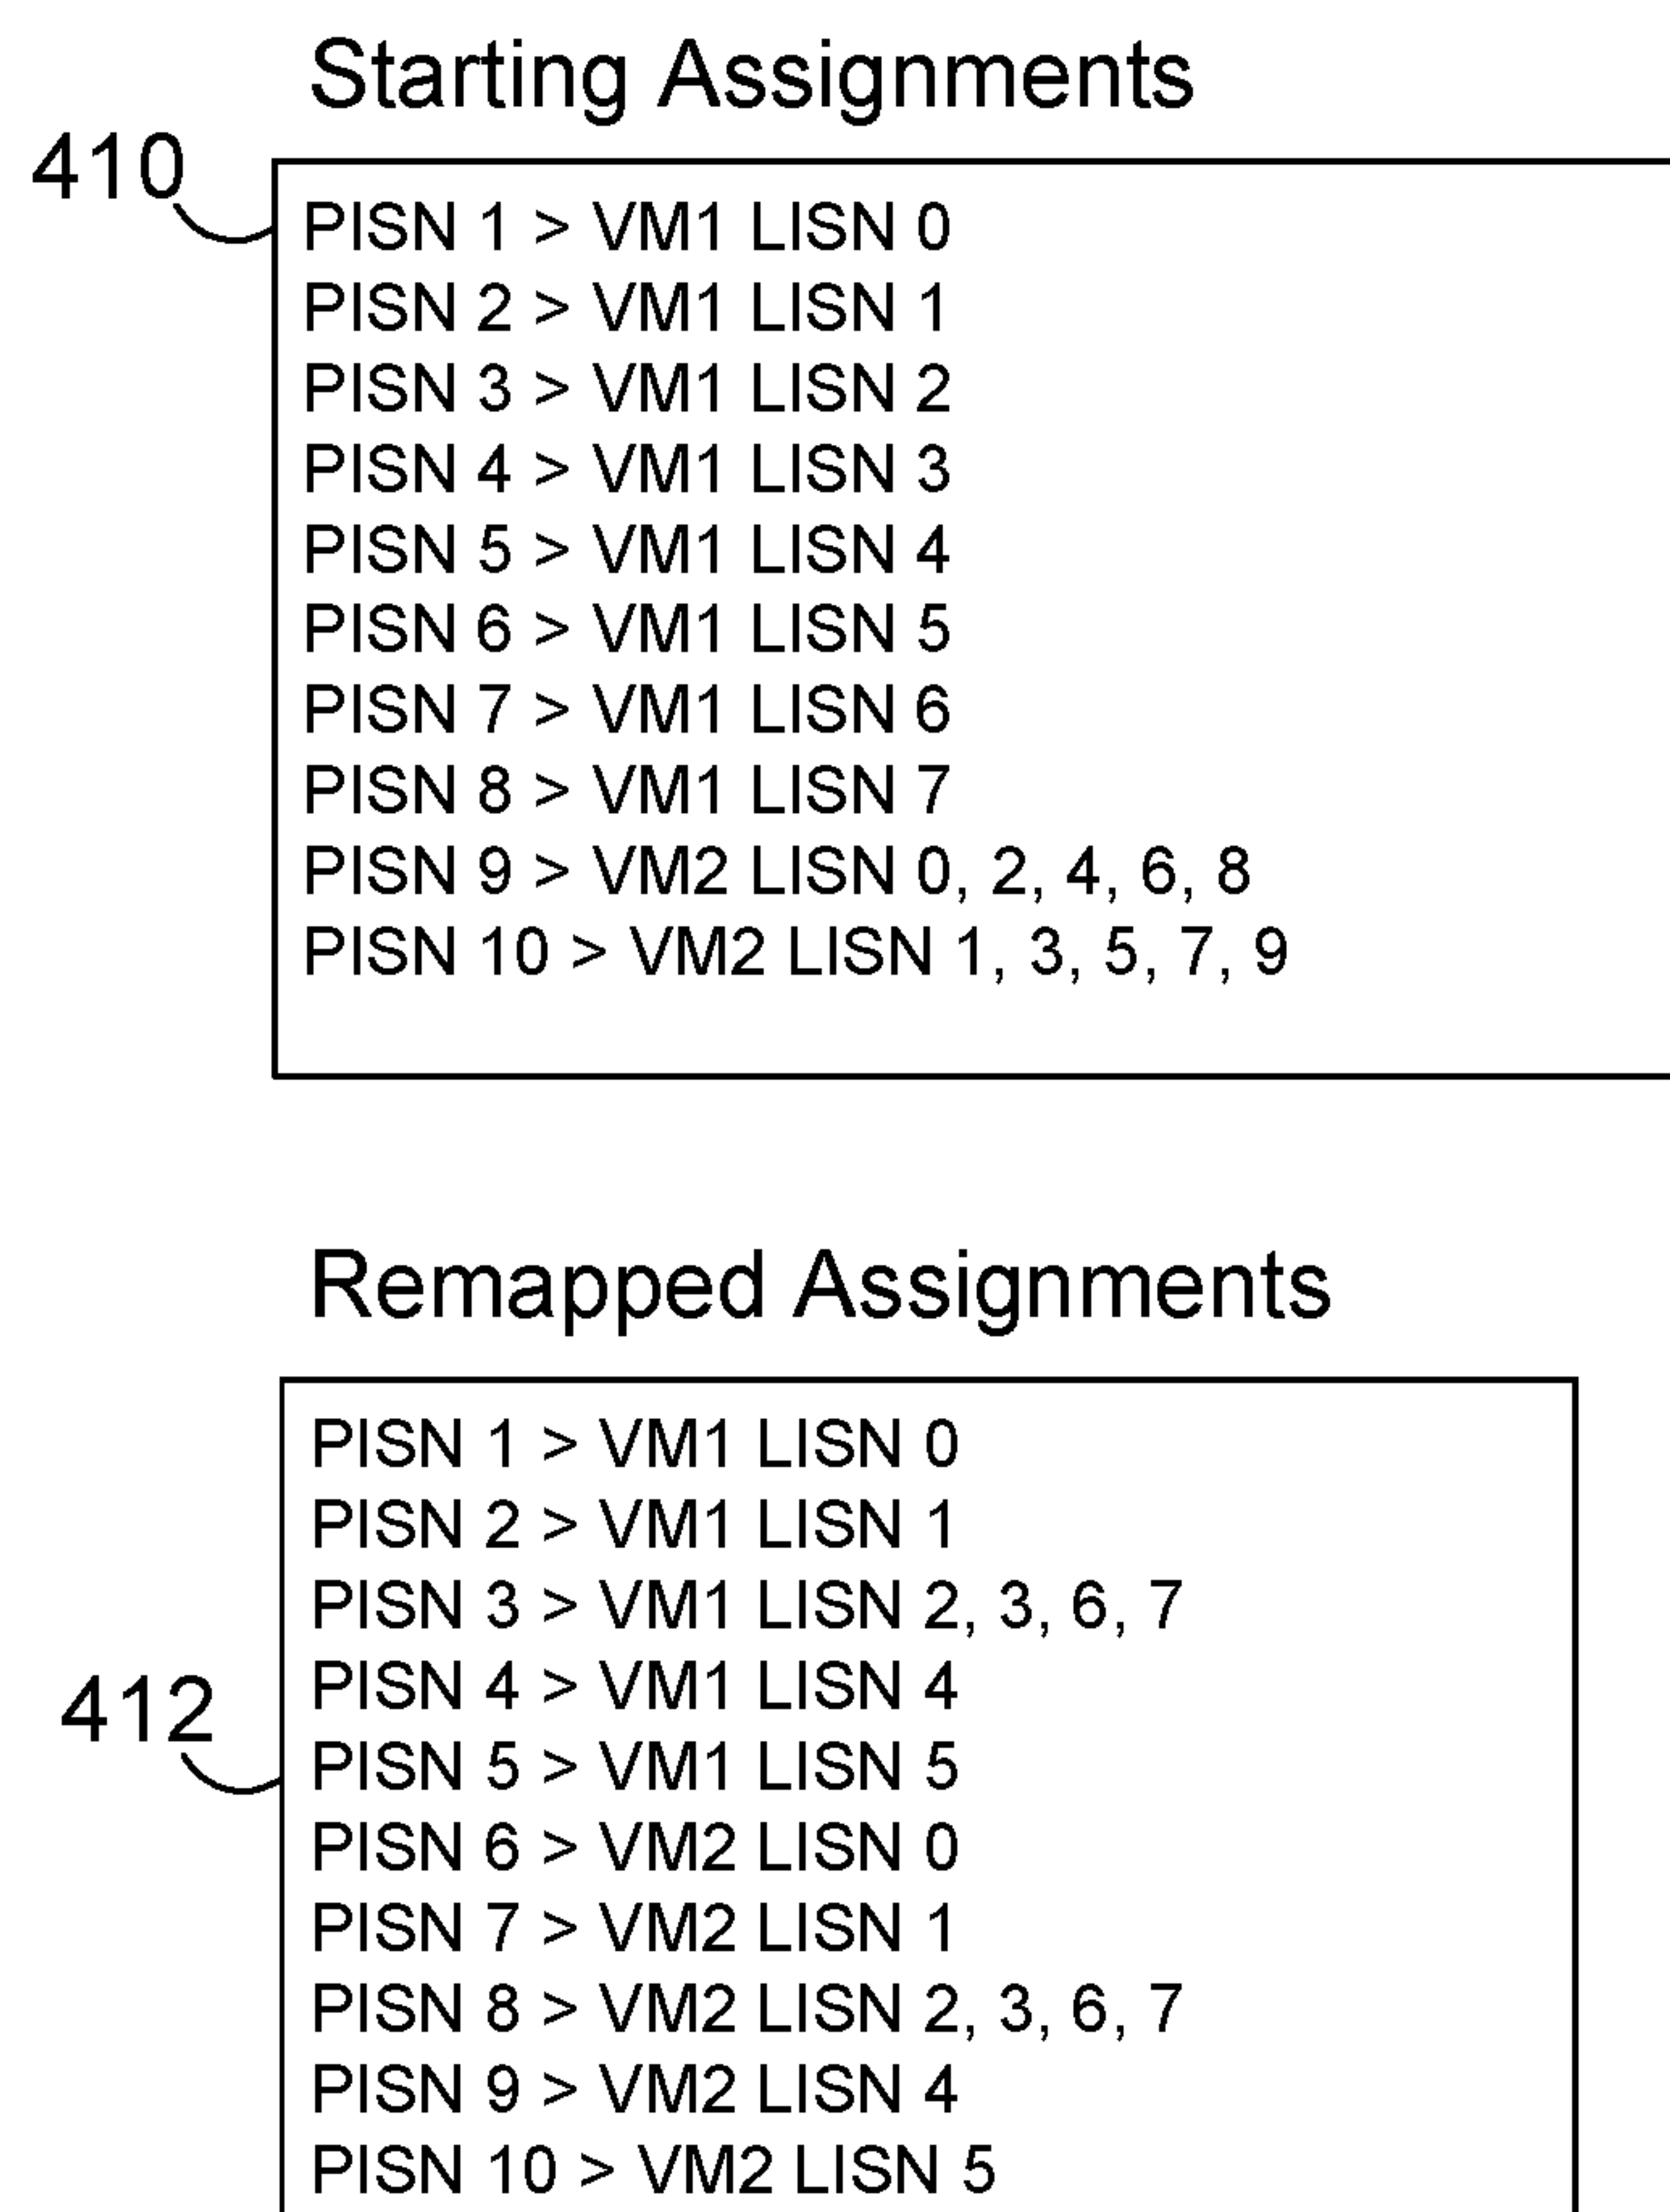 Starting Assignments
410
PISN 1 > VM1 LISN 0
PISN 2 > VM1 LISN 1
PISN 3 > VM1 LISN 2
PISN 4 > VM1 LISN 3
PISN 5 > VM1 LISN 4
PISN 6 > VM1 LISN 5
PISN 7 > VM1 LISN 6
PISN 8 > VM1 LISN 7
PISN 9 > VM2 LISN 0, 2, 4, 6, 8
PISN 10 > VM2 LISN 1, 3, 5, 7, 9
Remapped Assignments
412
PISN 1 > VM1 LISN 0
PISN 2 > VM1 LISN 1
PISN 3 > VM1 LISN 2, 3, 6, 7
PISN 4 > VM1 LISN 4
PISN 5 > VM1 LISN 5
PISN 6 > VM2 LISN 0
PISN 7 > VM2 LISN 1
PISN 8 > VM2 LISN 2, 3, 6, 7
PISN 9 > VM2 LISN 4
PISN 10 > VM2 LISN 5